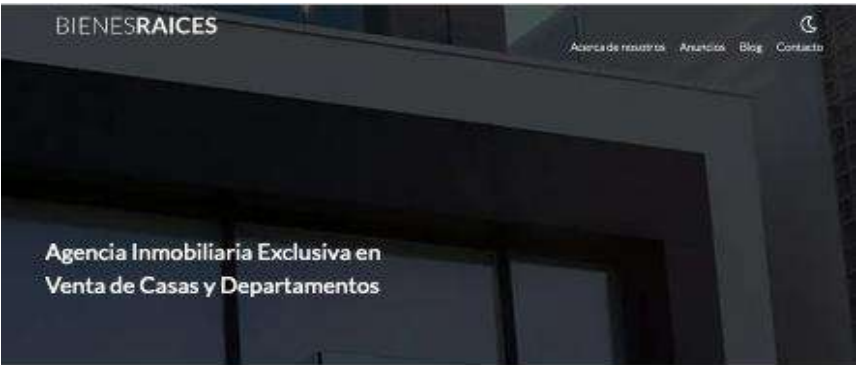 BIENESRAICES
Acerca de nosotros Anuncios Blog Contacto
Agencia Inmobiliaria Exclusiva en
Venta de Casas y Departamentos